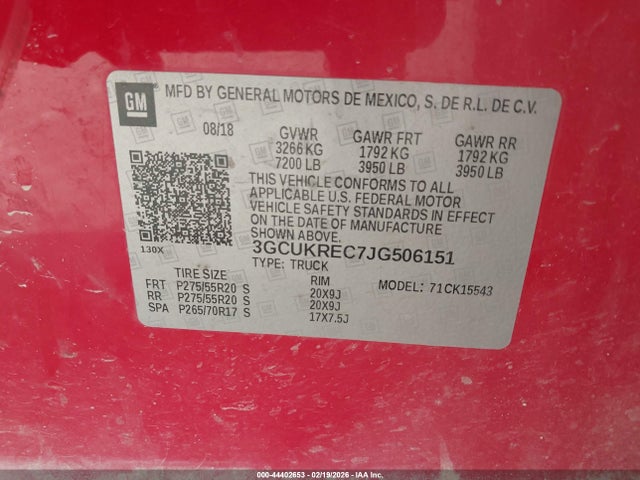 GM
MFD BY GENERAL MOTORS DE MEXICO, S. DE R.L. DE C.V.
08/18 GVWR GAWR FRT GAWR RR
3266 KG 1792 KG 1792 KG
7200 LB 3950 LB 3950 LB
THIS VEHICLE CONFORMS TO ALL
APPLICABLE U.S. FEDERAL MOTOR
VEHICLE SAFETY STANDARDS IN EFFECT
ON THE DATE OF MANUFACTURE
SHOWN ABOVE.
130X
3GCUKREC7JG506151
TYPE: TRUCK
TIRE SIZE RIM MODEL: 71CK15543
FRT P275/55R20 S 20X9J
RR P275/55R20 S 20X9J
SPA P265/70R17 S 17X7.5J
000-44402653 - 02/19/2026 - IAA Inc.